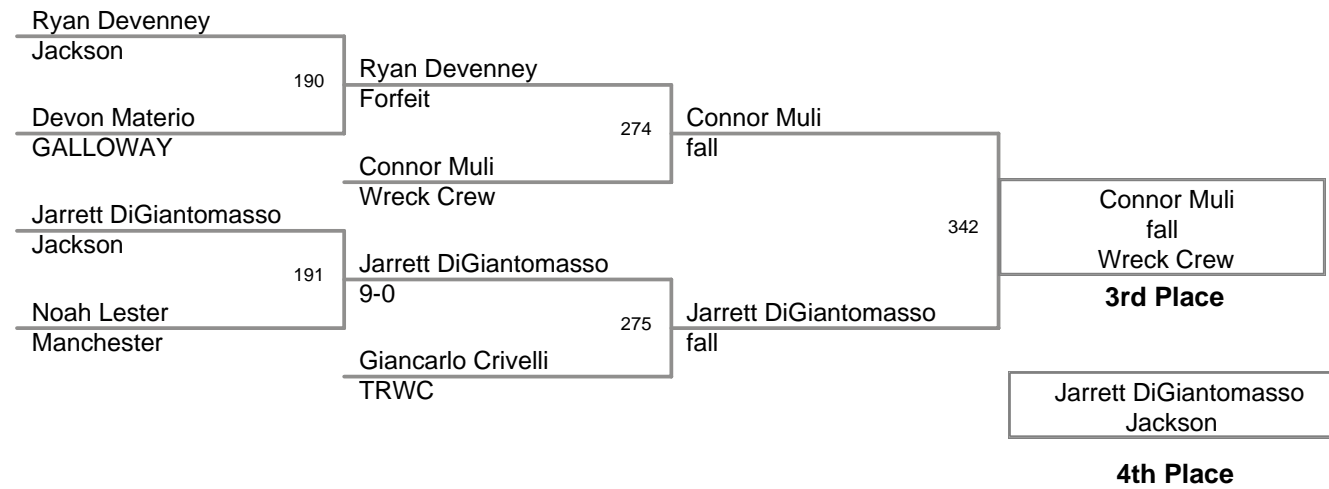 Ryan Devenney
Jackson
190
Devon Materio
GALLOWAY
Jarrett DiGiantomasso
Jackson
191
Noah Lester
Manchester
Ryan Devenney
Forfeit
274
Connor Muli
Wreck Crew
Jarrett DiGiantomasso
9-0
275
Giancarlo Crivelli
TRWC
Connor Muli
fall
342
Jarrett DiGiantomasso
fall
Connor Muli
fall
Wreck Crew
3rd Place
Jarrett DiGiantomasso
Jackson
4th Place